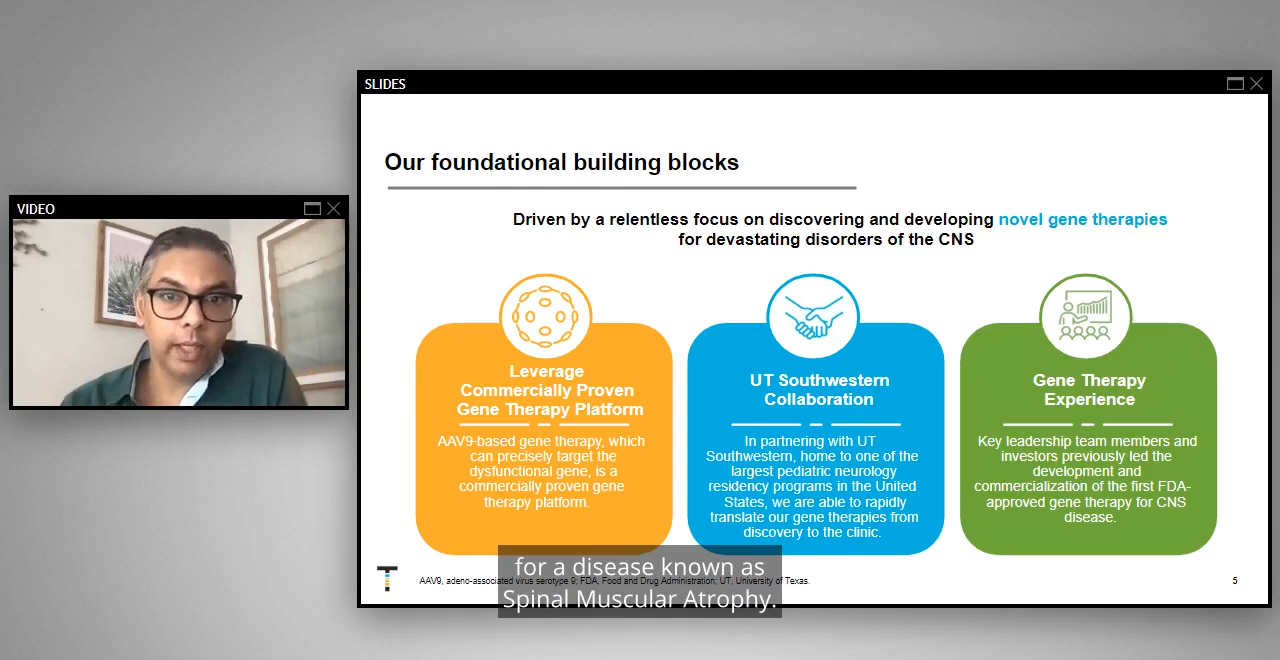 SLIDES
Our foundational building blocks
Driven by a relentless focus on discovering and developing novel gene therapies
for devastating disorders of the CNS
VIDEO
Leverage
Commercially Proven
Gene Therapy Platform
AAV9-based gene therapy, which
can precisely target the
dysfunctional gene, is a
commercially proven gene
therapy platform.
UT Southwestern
Collaboration
In partnering with UT
Southwestern, home to one of the
largest pediatric neurology
residency programs in the United
States, we are able to rapidly
translate our gene therapies from
discovery to the clinic.
Gene Therapy
Experience
Key leadership team members and
investors previously led the
development and
commercialization of the first FDA-
approved gene therapy for CNS
disease.
for a disease known as
Spinal Muscular Atrophy.
AAV9, adeno-associated virus serotype 9; FDA, Food and Drug Administration; UT, University of Texas.
5